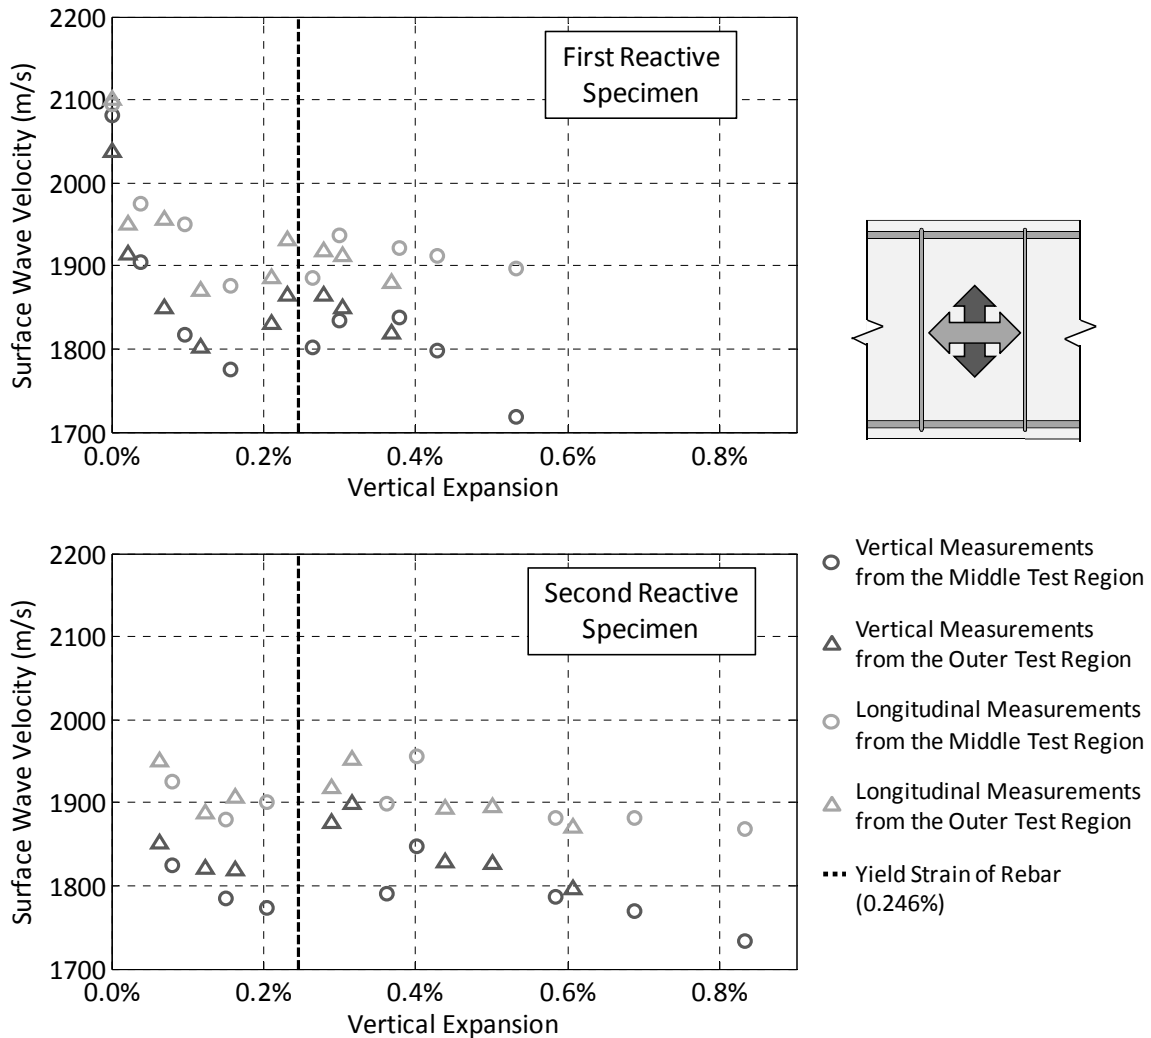 2200
2100
2000
1900
1800
1700
Surface Wave Velocity (m/s)
First Reactive
Specimen
0.0%
0.2%
0.4%
0.6%
0.8%
Vertical Expansion
2200
2100
2000
1900
1800
1700
Surface Wave Velocity (m/s)
Second Reactive
Specimen
0.0%
0.2%
0.4%
0.6%
0.8%
Vertical Expansion
Vertical Measurements
from the Middle Test Region
Vertical Measurements
from the Outer Test Region
Longitudinal Measurements
from the Middle Test Region
Longitudinal Measurements
from the Outer Test Region
Yield Strain of Rebar
(0.246%)